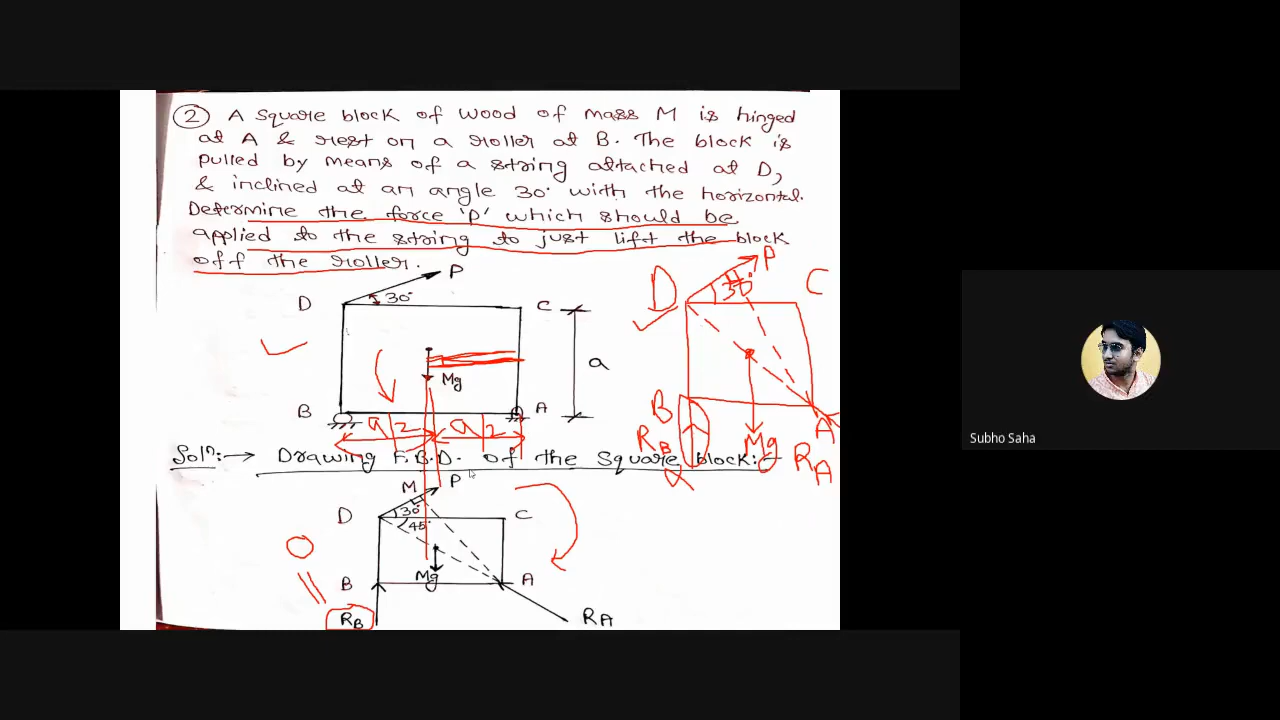 ② A square block of wood of mass M is hinged
at A & rest on a roller at B. The block is
pulled by means of a string attached at D,
& inclined at an angle 30° with the horizontal.
Determine the force 'P' which should be
applied to the string to just lift the block
off the roller.
P
D
30°
C
Mg
a
B
A
a/2
a/2
P
30°
D
C
B
A
RB
Mg
RA
Soln:→ Drawing F.B.D. of the square block:-
M
P
D
30°
C
45°
Mg
B
A
RB
RA
O
Subho Saha